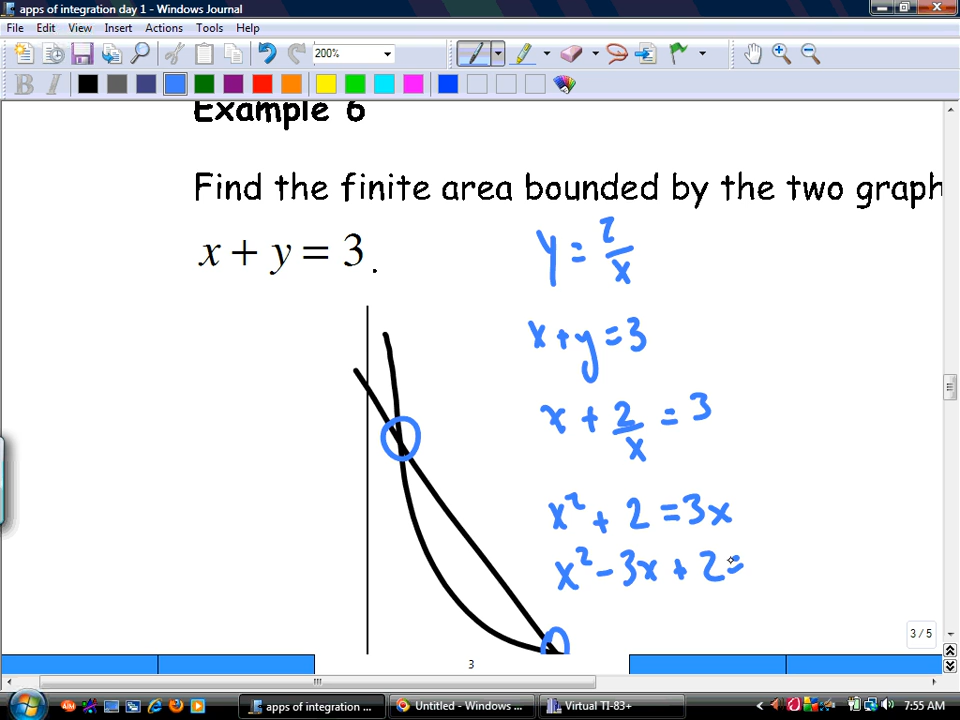 apps of integration day 1 - Windows Journal
File Edit View Insert Actions Tools Help
200%
B I
Example 6
Find the finite area bounded by the two graph
x + y = 3.
y = 2/x
x + y = 3
x + 2/x = 3
x² + 2 = 3x
x² - 3x + 2 =
3 / 5
3
apps of integration ...
Untitled - Windows ...
Virtual TI-83+
7:55 AM